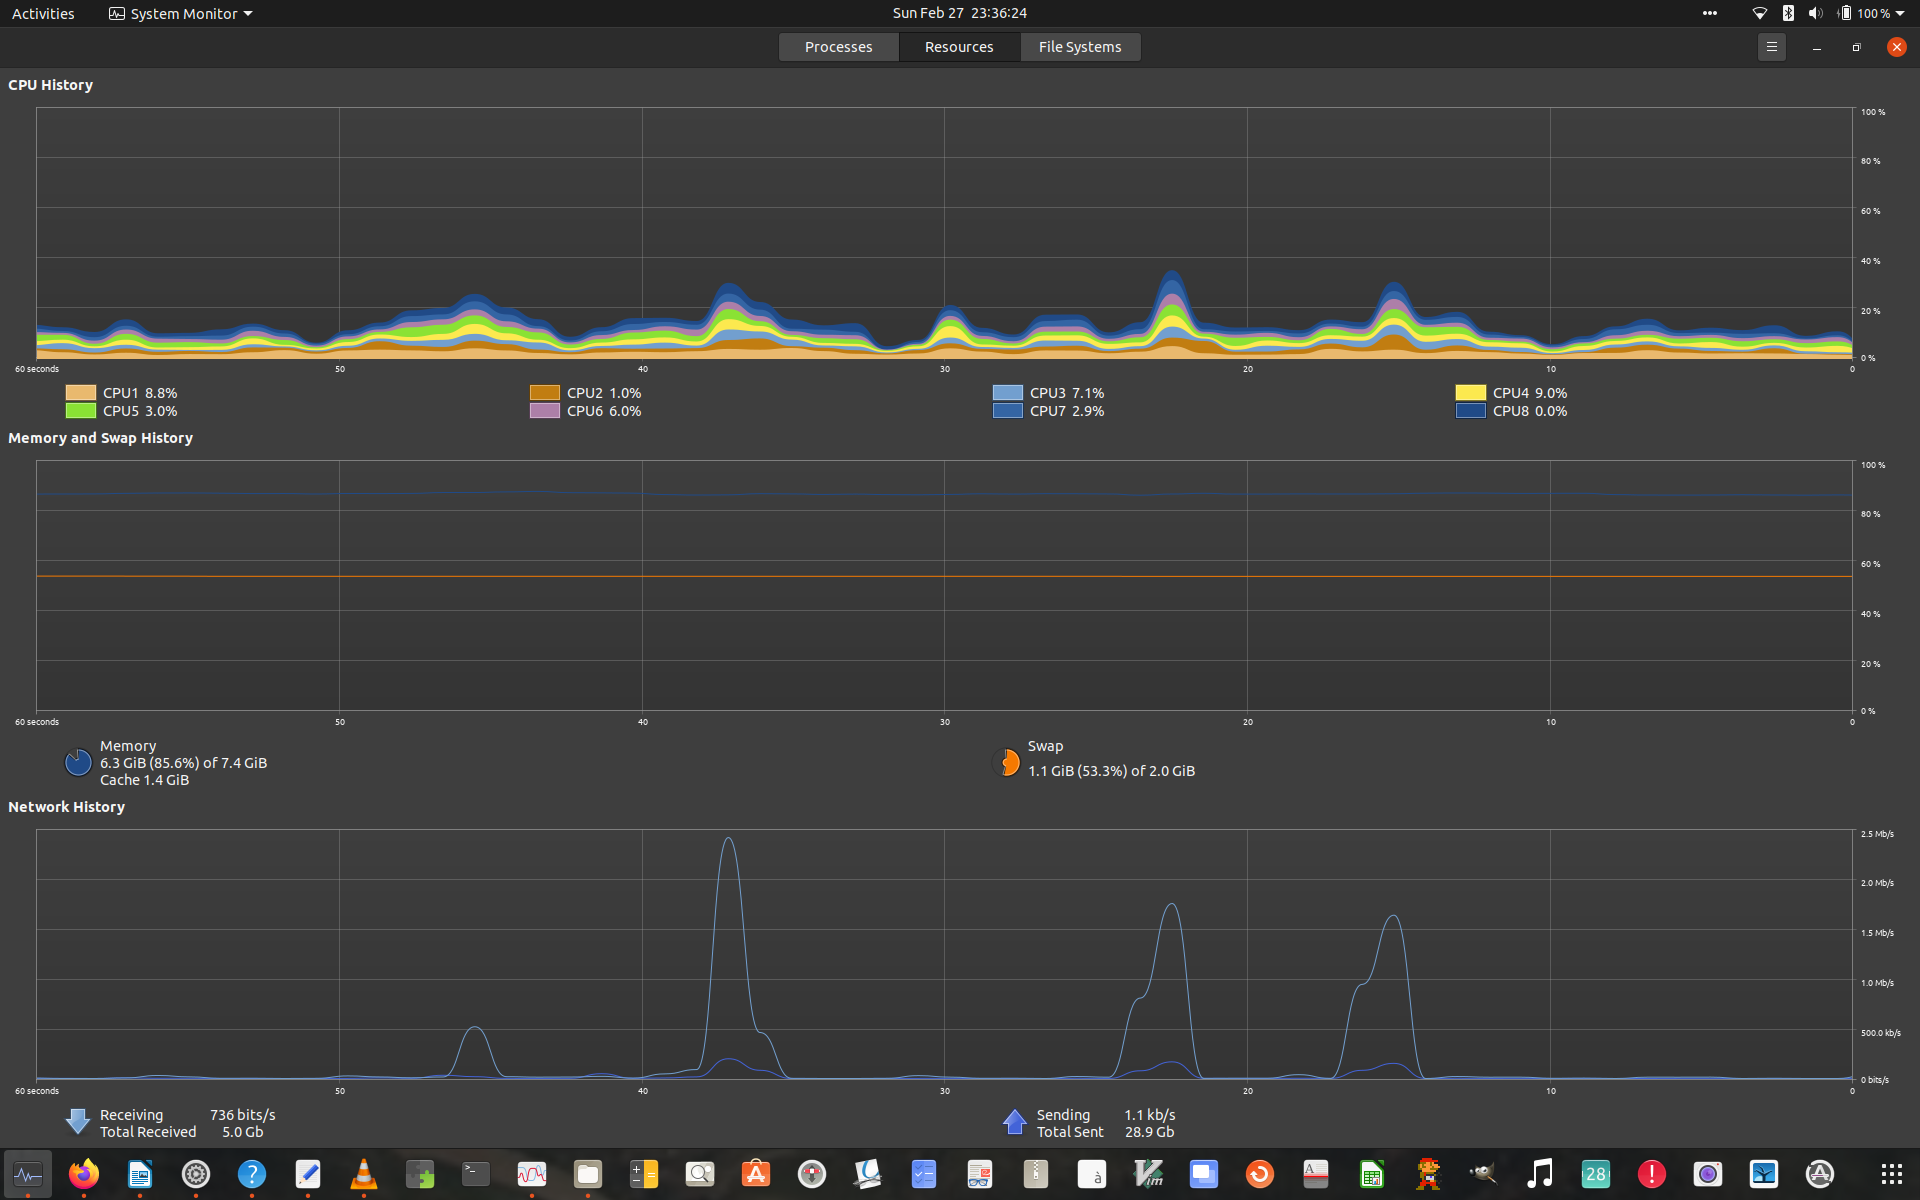 Activities
System Monitor
Sun Feb 27 23:36:24
100 %
Processes
Resources
File Systems
CPU History
100 %
80 %
60 %
40 %
20 %
0 %
60 seconds 50 40 30 20 10 0
CPU1 8.8%
CPU2 1.0%
CPU3 7.1%
CPU4 9.0%
CPU5 3.0%
CPU6 6.0%
CPU7 2.9%
CPU8 0.0%
Memory and Swap History
100 %
80 %
60 %
40 %
20 %
0 %
60 seconds 50 40 30 20 10 0
Memory
6.3 GiB (85.6%) of 7.4 GiB
Cache 1.4 GiB
Swap
1.1 GiB (53.3%) of 2.0 GiB
Network History
2.5 Mb/s
2.0 Mb/s
1.5 Mb/s
1.0 Mb/s
500.0 kb/s
0 bits/s
60 seconds 50 40 30 20 10 0
Receiving 736 bits/s
Total Received 5.0 Gb
Sending 1.1 kb/s
Total Sent 28.9 Gb
?
>_
A
à
Vim
A
28
!
A